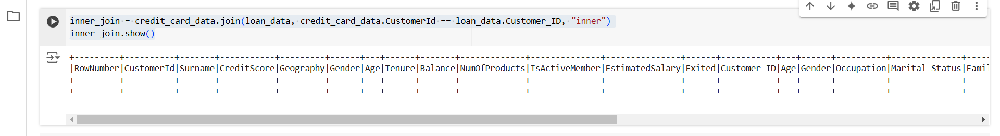 inner_join = credit_card_data.join(loan_data, credit_card_data.CustomerId == loan_data.Customer_ID, "inner")
inner_join.show()
+---------+----------+-------+-----------+---------+------+---+------+-------+-------------+--------------+---------------+------+-----------+---+------+----------+--------------+-----
|RowNumber|CustomerId|Surname|CreditScore|Geography|Gender|Age|Tenure|Balance|NumOfProducts|IsActiveMember|EstimatedSalary|Exited|Customer_ID|Age|Gender|Occupation|Marital Status|Famil
+---------+----------+-------+-----------+---------+------+---+------+-------+-------------+--------------+---------------+------+-----------+---+------+----------+--------------+-----
+---------+----------+-------+-----------+---------+------+---+------+-------+-------------+--------------+---------------+------+-----------+---+------+----------+--------------+-----